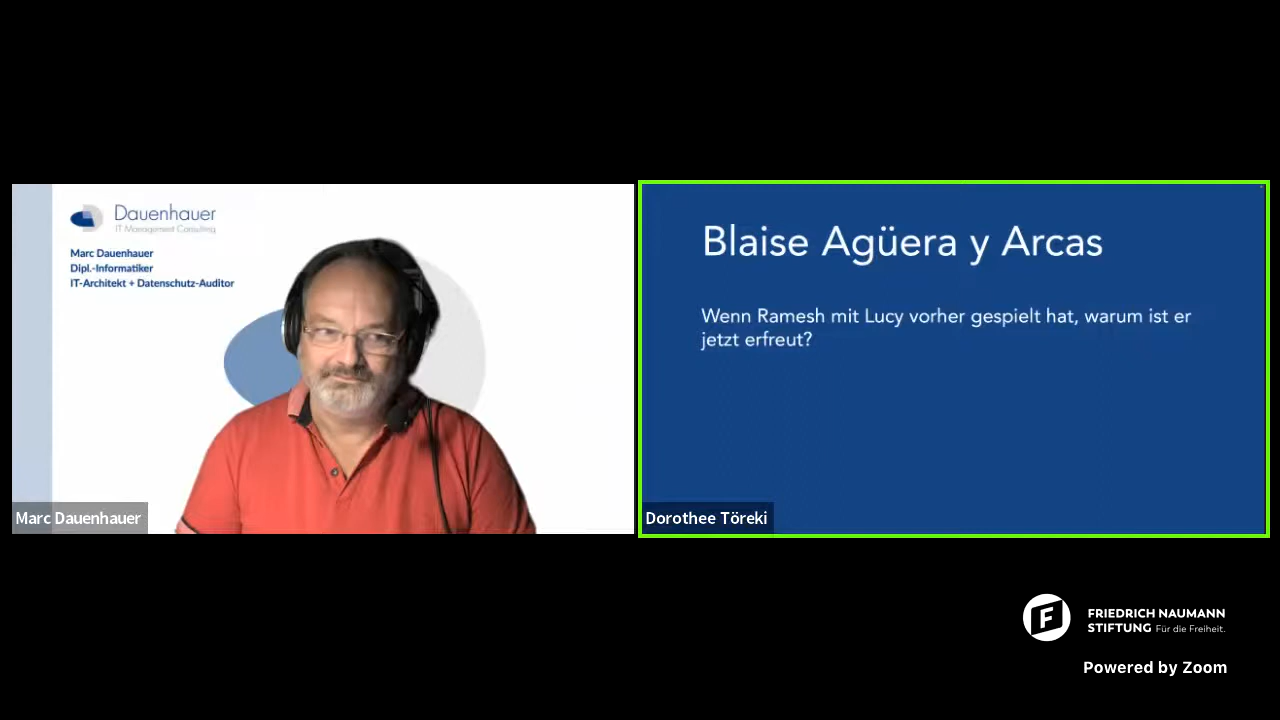 Dauenhauer
IT Management Consulting
Marc Dauenhauer
Dipl.-Informatiker
IT-Architekt + Datenschutz-Auditor
Marc Dauenhauer
Blaise Agüera y Arcas
Wenn Ramesh mit Lucy vorher gespielt hat, warum ist er
jetzt erfreut?
Dorothee Töreki
F
FRIEDRICH NAUMANN
STIFTUNG Für die Freiheit.
Powered by Zoom